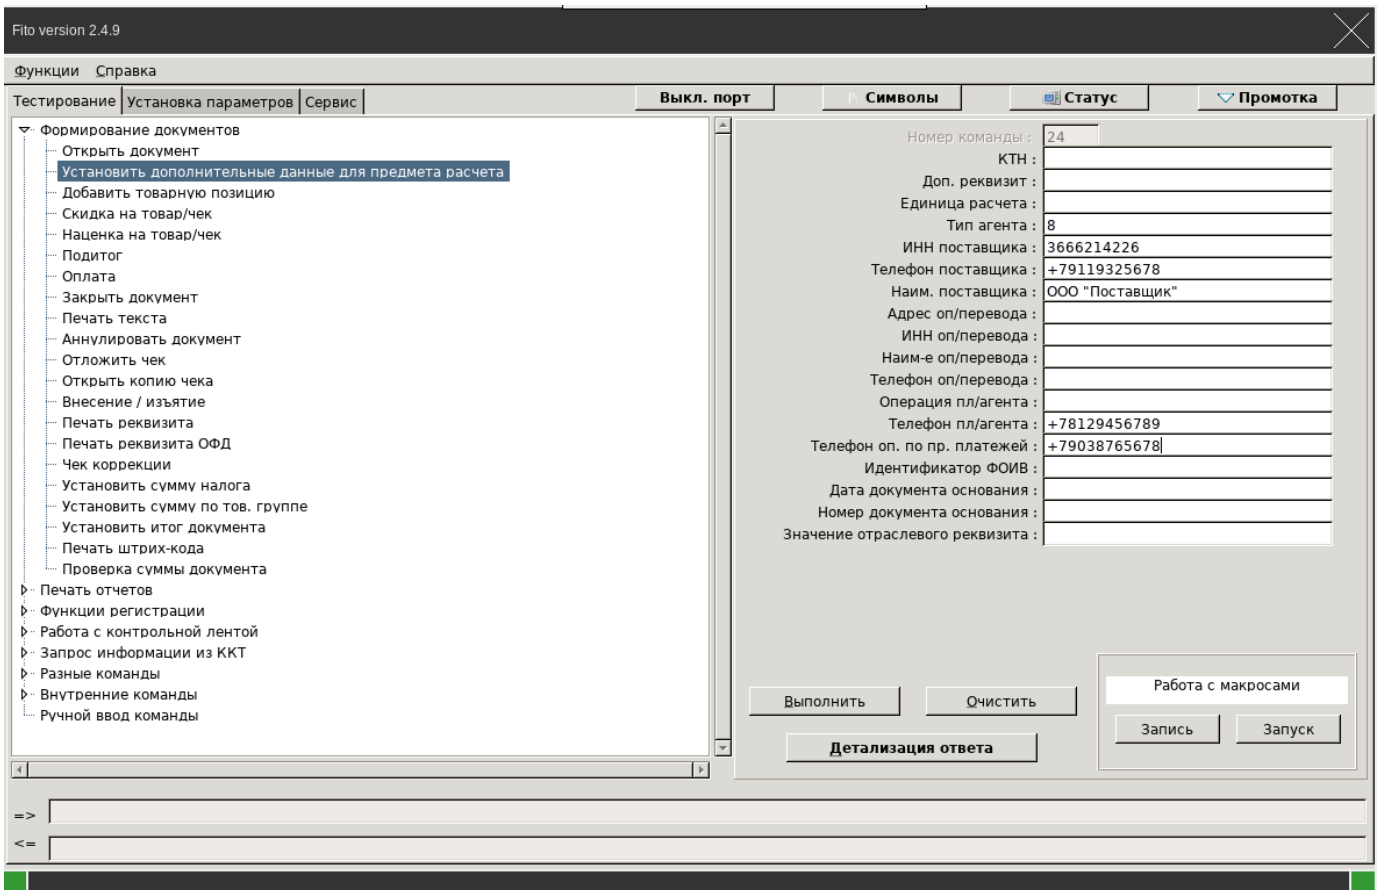 Fito version 2.4.9
Функции Справка
Тестирование Установка параметров Сервис
Выкл. порт Символы Статус Промотка
Формирование документов
Открыть документ
Установить дополнительные данные для предмета расчета
Добавить товарную позицию
Скидка на товар/чек
Наценка на товар/чек
Подитог
Оплата
Закрыть документ
Печать текста
Аннулировать документ
Отложить чек
Открыть копию чека
Внесение / изъятие
Печать реквизита
Печать реквизита ОФД
Чек коррекции
Установить сумму налога
Установить сумму по тов. группе
Установить итог документа
Печать штрих-кода
Проверка суммы документа
Печать отчетов
Функции регистрации
Работа с контрольной лентой
Запрос информации из ККТ
Разные команды
Внутренние команды
Ручной ввод команды
Номер команды : 24
КТН :
Доп. реквизит :
Единица расчета :
Тип агента : 8
ИНН поставщика : 3666214226
Телефон поставщика : +79119325678
Наим. поставщика : ООО "Поставщик"
Адрес оп/перевода :
ИНН оп/перевода :
Наим-е оп/перевода :
Телефон оп/перевода :
Операция пл/агента :
Телефон пл/агента : +78129456789
Телефон оп. по пр. платежей : +79038765678
Идентификатор ФОИВ :
Дата документа основания :
Номер документа основания :
Значение отраслевого реквизита :
Выполнить Очистить
Детализация ответа
Работа с макросами
Запись Запуск
=>
<=